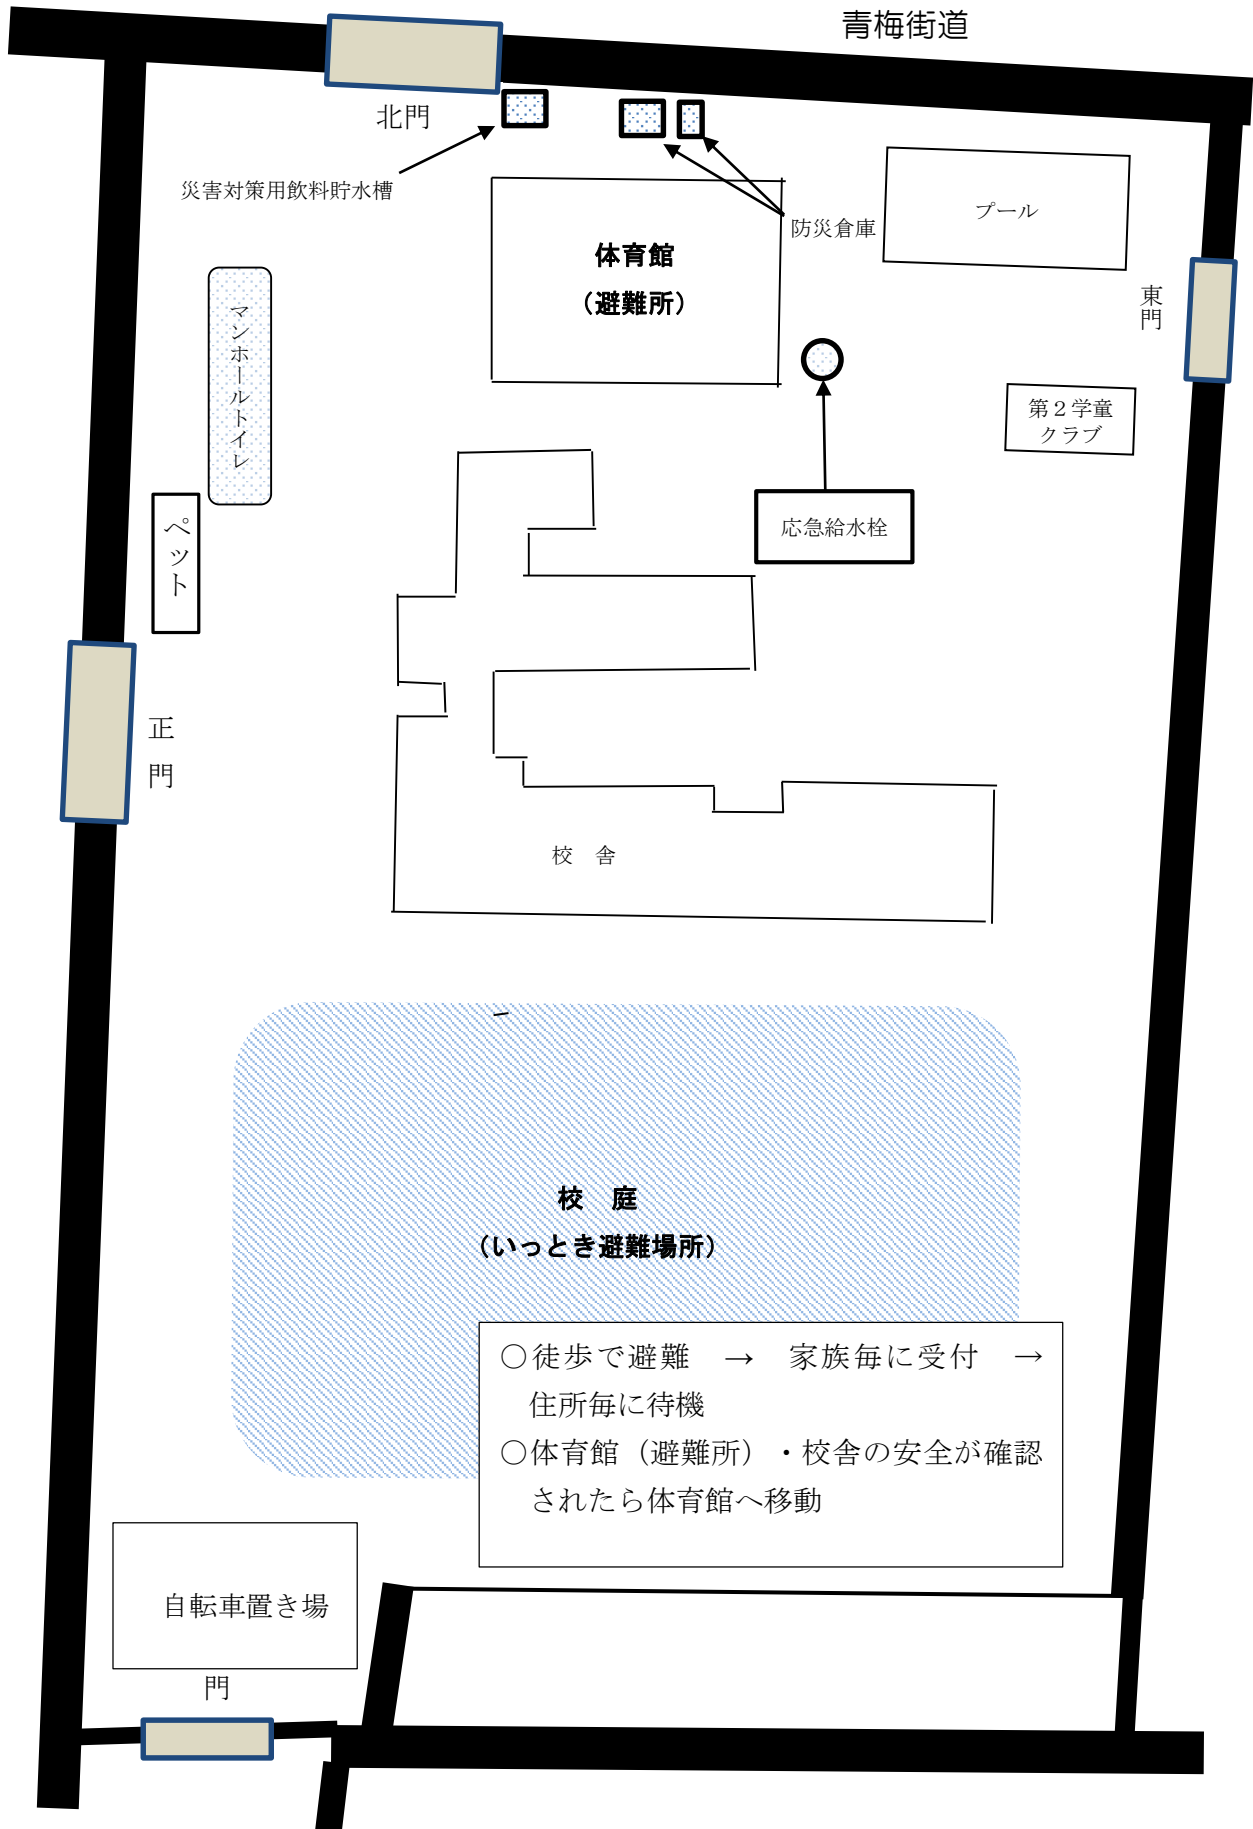 青梅街道
北門
災害対策用飲料貯水槽
防災倉庫
プール
体育館
（避難所）
東門
マンホールトイレ
第２学童
クラブ
ペット
応急給水栓
正門
校　舎
校　庭
（いっとき避難場所）
○徒歩で避難　→　家族毎に受付　→
住所毎に待機
○体育館（避難所）・校舎の安全が確認
されたら体育館へ移動
自転車置き場
門